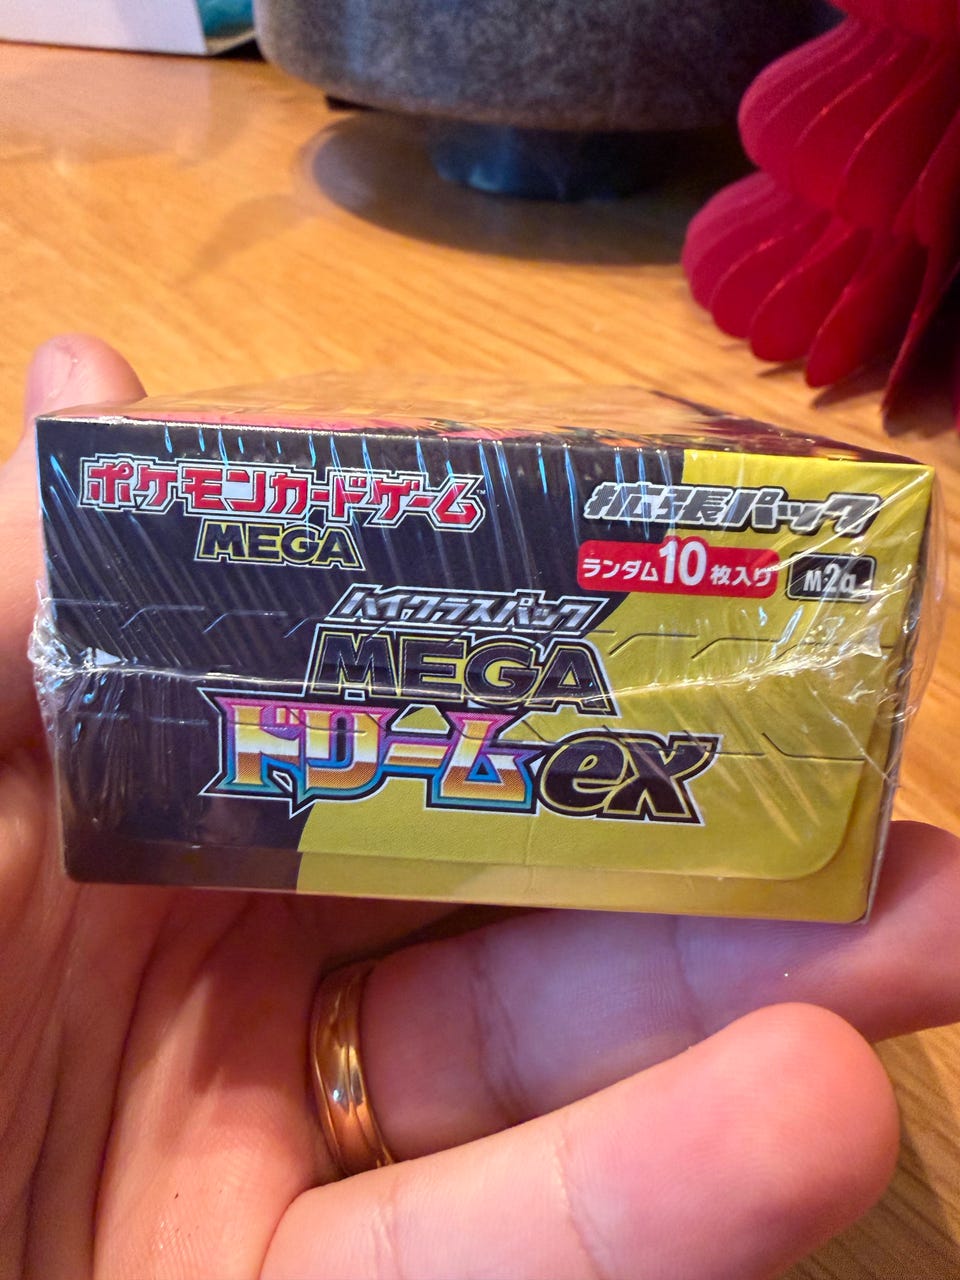 ポケモンカードゲーム™
MEGA
拡張パック
ランダム10枚入り
M2a
ハイクラスパック
MEGA
ドリームex